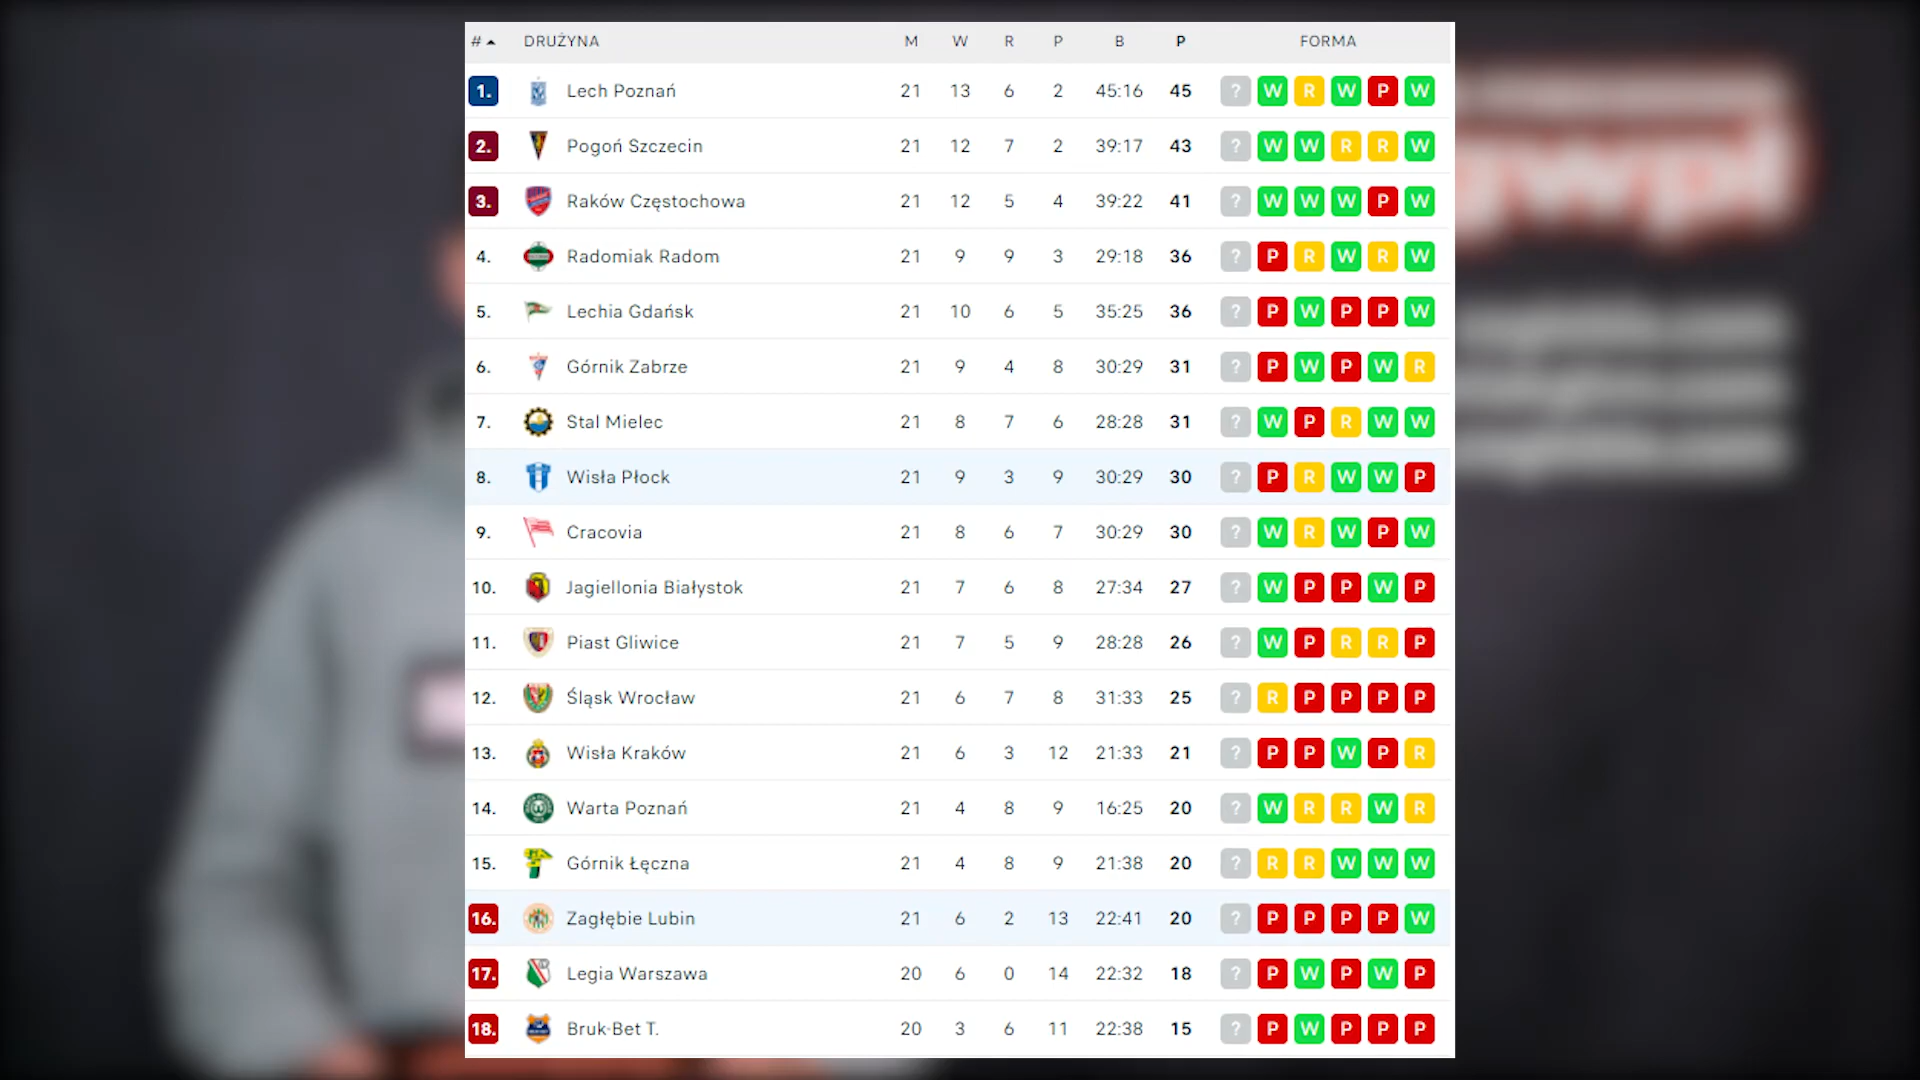 # DRUŻYNA M W R P B P FORMA
1. Lech Poznań 21 13 6 2 45:16 45 ? W R W P W
2. Pogoń Szczecin 21 12 7 2 39:17 43 ? W W R R W
3. Raków Częstochowa 21 12 5 4 39:22 41 ? W W W P W
4. Radomiak Radom 21 9 9 3 29:18 36 ? P R W R W
5. Lechia Gdańsk 21 10 6 5 35:25 36 ? P W P P W
6. Górnik Zabrze 21 9 4 8 30:29 31 ? P W P W R
7. Stal Mielec 21 8 7 6 28:28 31 ? W P R W W
8. Wisła Płock 21 9 3 9 30:29 30 ? P R W W P
9. Cracovia 21 8 6 7 30:29 30 ? W R W P W
10. Jagiellonia Białystok 21 7 6 8 27:34 27 ? W P P W P
11. Piast Gliwice 21 7 5 9 28:28 26 ? W P R R P
12. Śląsk Wrocław 21 6 7 8 31:33 25 ? R P P P P
13. Wisła Kraków 21 6 3 12 21:33 21 ? P P W P R
14. Warta Poznań 21 4 8 9 16:25 20 ? W R R W R
15. Górnik Łęczna 21 4 8 9 21:38 20 ? R R W W W
16. Zagłębie Lubin 21 6 2 13 22:41 20 ? P P P P W
17. Legia Warszawa 20 6 0 14 22:32 18 ? P W P W P
18. Bruk-Bet T. 20 3 6 11 22:38 15 ? P W P P P